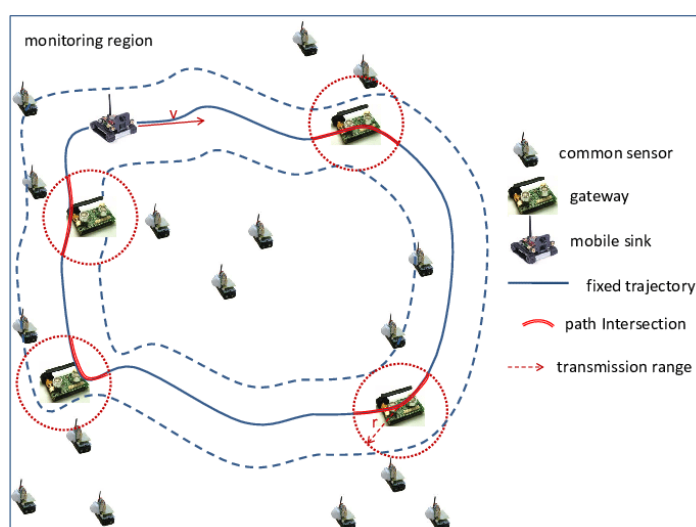 monitoring region
v
common sensor
gateway
mobile sink
fixed trajectory
path Intersection
transmission range
r